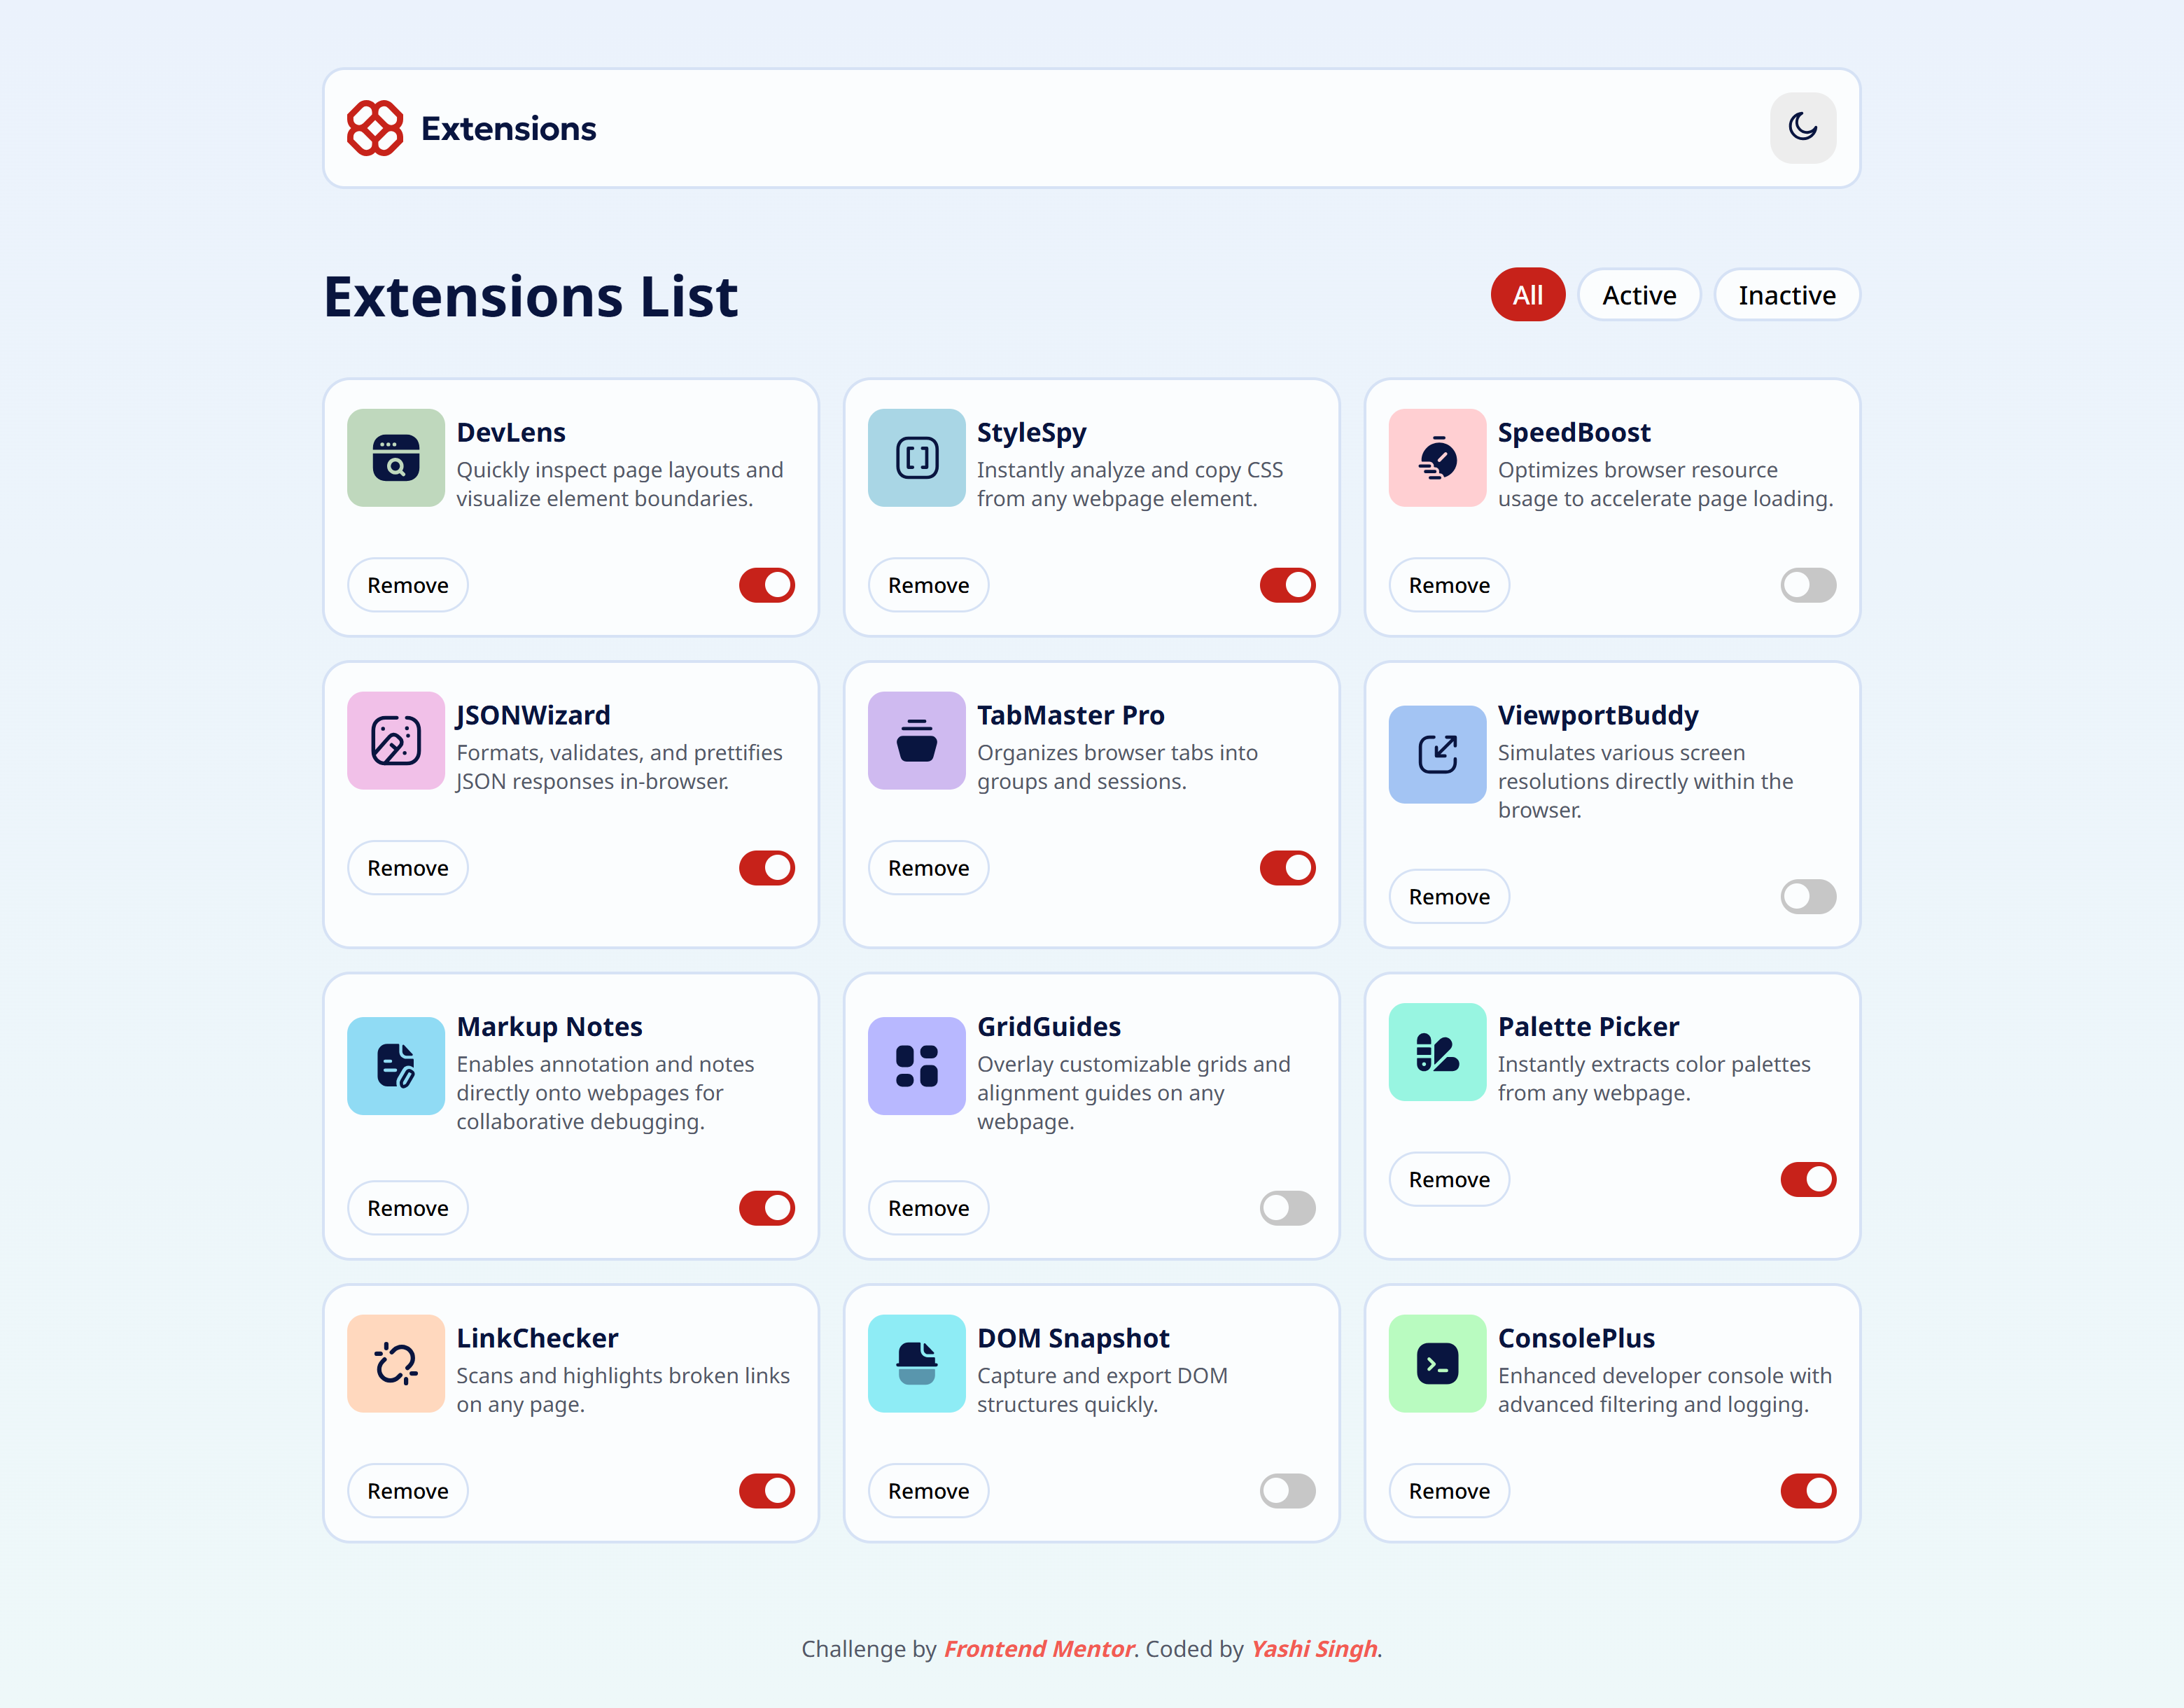 Extensions
Extensions List
All
Active
Inactive
DevLens
Quickly inspect page layouts and
visualize element boundaries.
Remove
StyleSpy
Instantly analyze and copy CSS
from any webpage element.
Remove
SpeedBoost
Optimizes browser resource
usage to accelerate page loading.
Remove
JSONWizard
Formats, validates, and prettifies
JSON responses in-browser.
Remove
TabMaster Pro
Organizes browser tabs into
groups and sessions.
Remove
ViewportBuddy
Simulates various screen
resolutions directly within the
browser.
Remove
Markup Notes
Enables annotation and notes
directly onto webpages for
collaborative debugging.
Remove
GridGuides
Overlay customizable grids and
alignment guides on any
webpage.
Remove
Palette Picker
Instantly extracts color palettes
from any webpage.
Remove
LinkChecker
Scans and highlights broken links
on any page.
Remove
DOM Snapshot
Capture and export DOM
structures quickly.
Remove
ConsolePlus
Enhanced developer console with
advanced filtering and logging.
Remove
Challenge by Frontend Mentor. Coded by Yashi Singh.